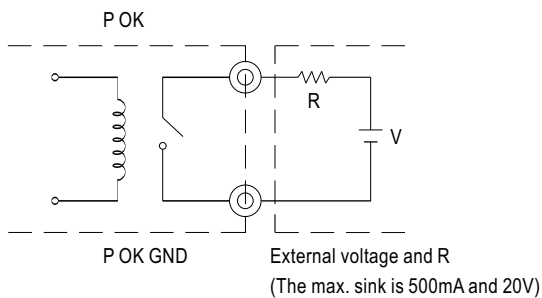 P OK
R
V
P OK GND
External voltage and R
(The max. sink is 500mA and 20V)